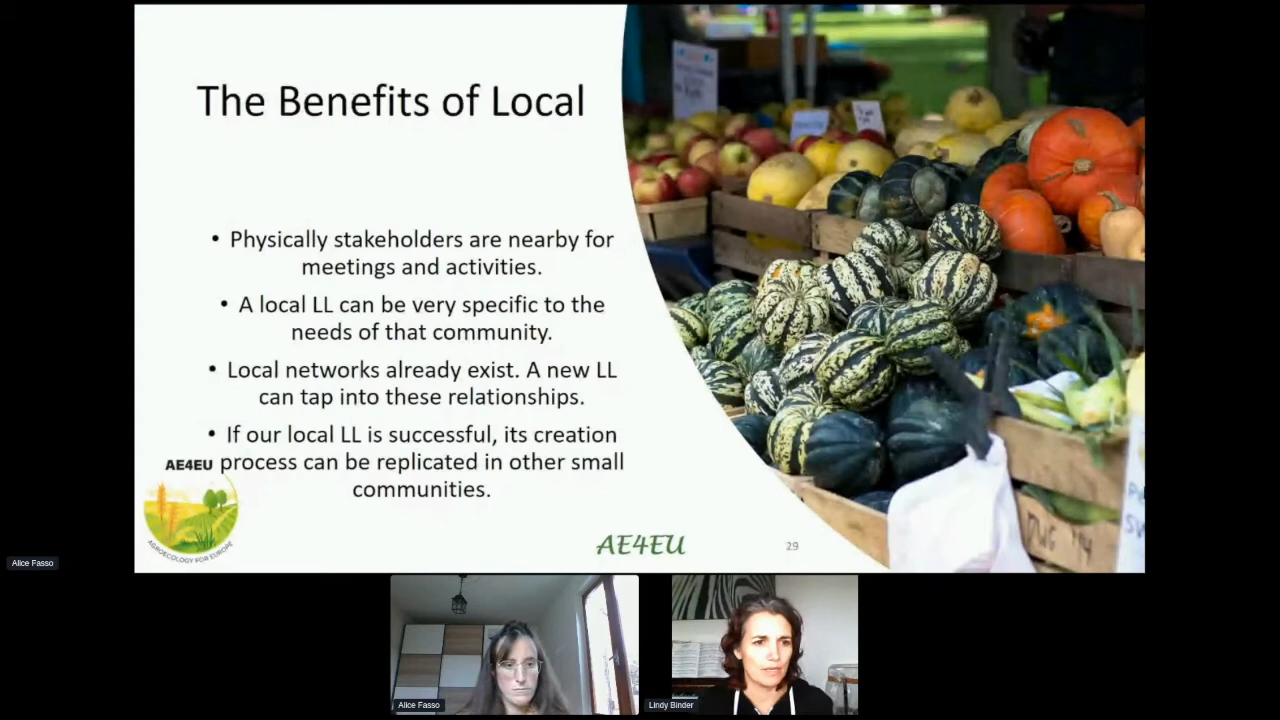 The Benefits of Local
• Physically stakeholders are nearby for
meetings and activities.
• A local LL can be very specific to the
needs of that community.
• Local networks already exist. A new LL
can tap into these relationships.
• If our local LL is successful, its creation
process can be replicated in other small
communities.
AE4EU
AGROECOLOGY FOR EUROPE
AE4EU
29
Alice Fasso
Alice Fasso
Lindy Binder